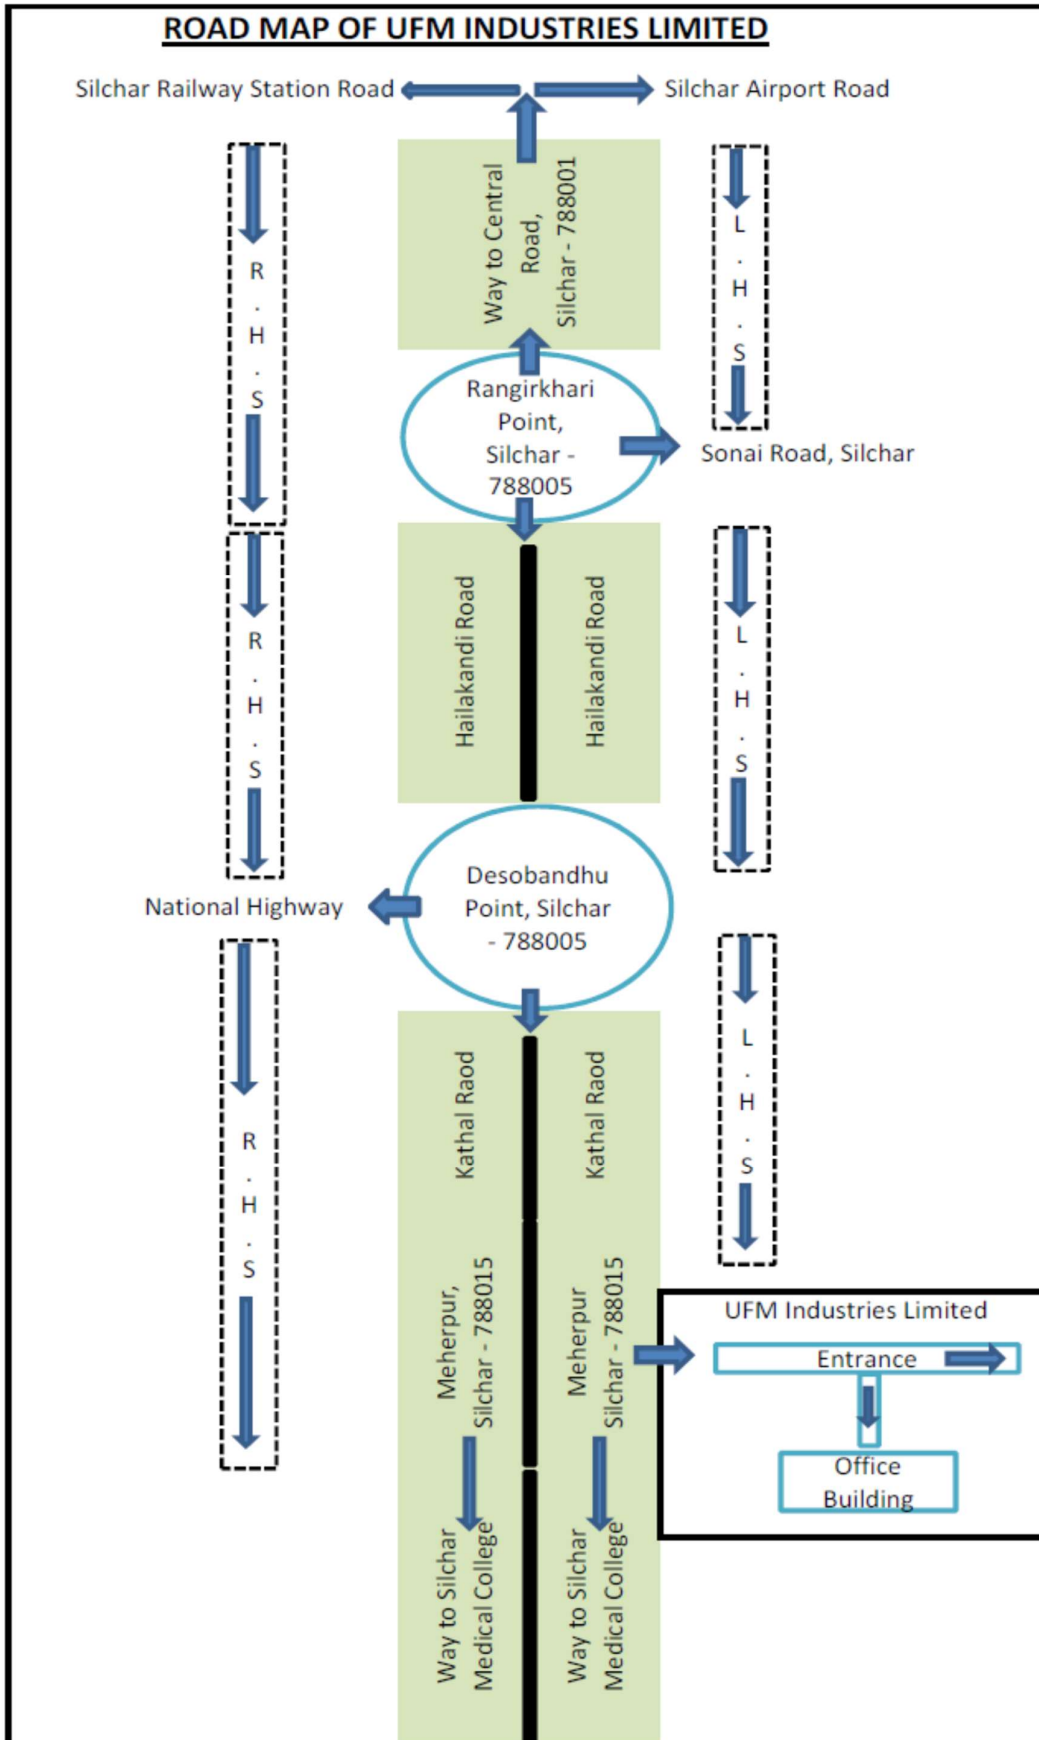 ROAD MAP OF UFM INDUSTRIES LIMITED
Silchar Railway Station Road
Silchar Airport Road
Way to Central
Road,
Silchar - 788001
R
.
H
.
S
L
.
H
.
S
Rangirkhari
Point,
Silchar -
788005
Sonai Road, Silchar
R
.
H
.
S
Hailakandi Road
Hailakandi Road
L
.
H
.
S
National Highway
Desobandhu
Point, Silchar
- 788005
R
.
H
.
S
Kathal Raod
Kathal Raod
L
.
H
.
S
Meherpur,
Silchar - 788015
Meherpur
Silchar - 788015
UFM Industries Limited
Entrance
Office
Building
Way to Silchar
Medical College
Way to Silchar
Medical College